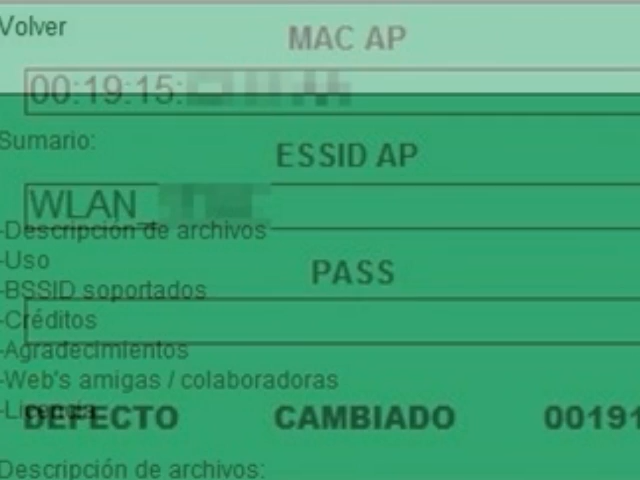 Volver
MAC AP
00:19:15:
Sumario:
ESSID AP
WLAN_
-Descripción de archivos
-Uso
PASS
-BSSID soportados
-Créditos
-Agradecimientos
-Web's amigas / colaboradoras
-Licencia
DEFECTO CAMBIADO 00191
Descripción de archivos: